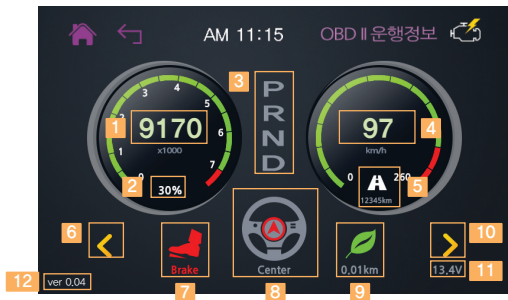 AM 11:15
OBD II 운행정보
3
P
R
N
D
1
9170
x1000
0
1
2
3
4
5
6
7
2
30%
4
97
km/h
0
260
5
12345km
6
Brake
7
Center
8
0,01km
9
10
13,4V
11
12
ver 0.04